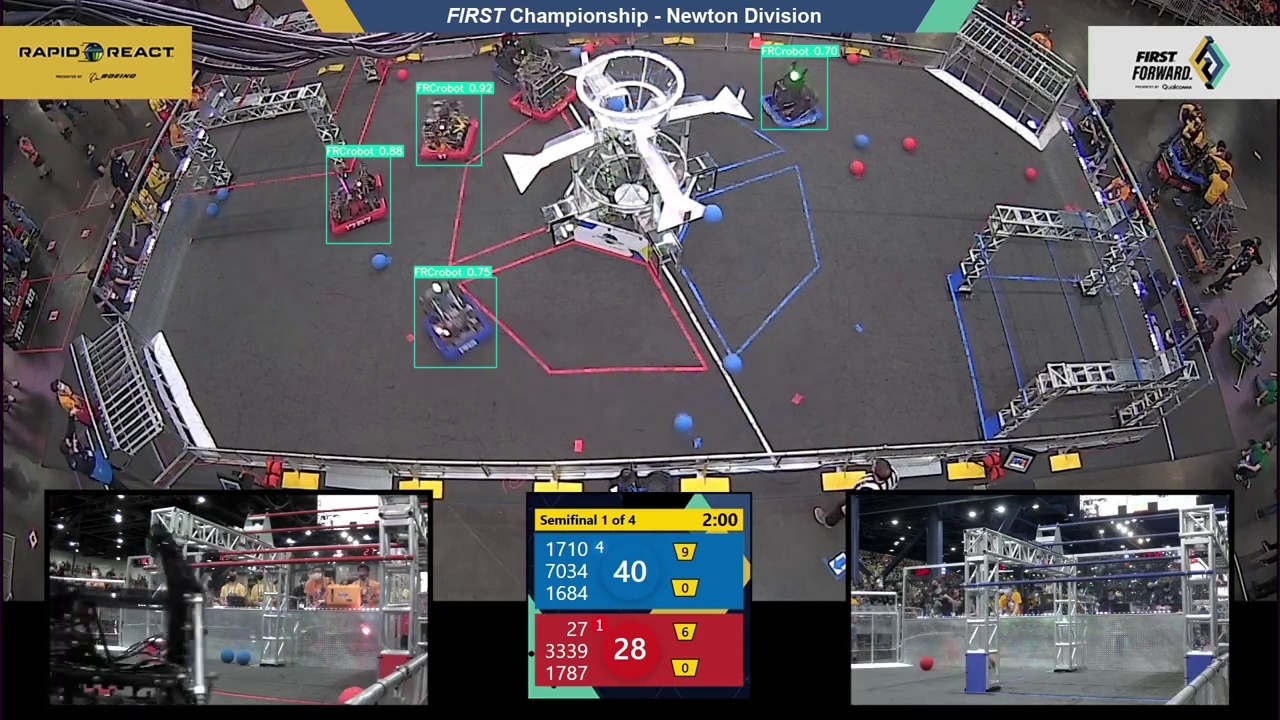 FIRST Championship - Newton Division
RAPID REACT
PRESENTED BY BOEING
FIRST
FORWARD
PRESENTED BY Qualcomm
FRCrobot 0.70
FRCrobot 0.92
FRCrobot 0.88
FRCrobot 0.75
Semifinal 1 of 4 2:00
1710 4 40 9
7034
1684 0
27 1 28 6
3339
1787 0